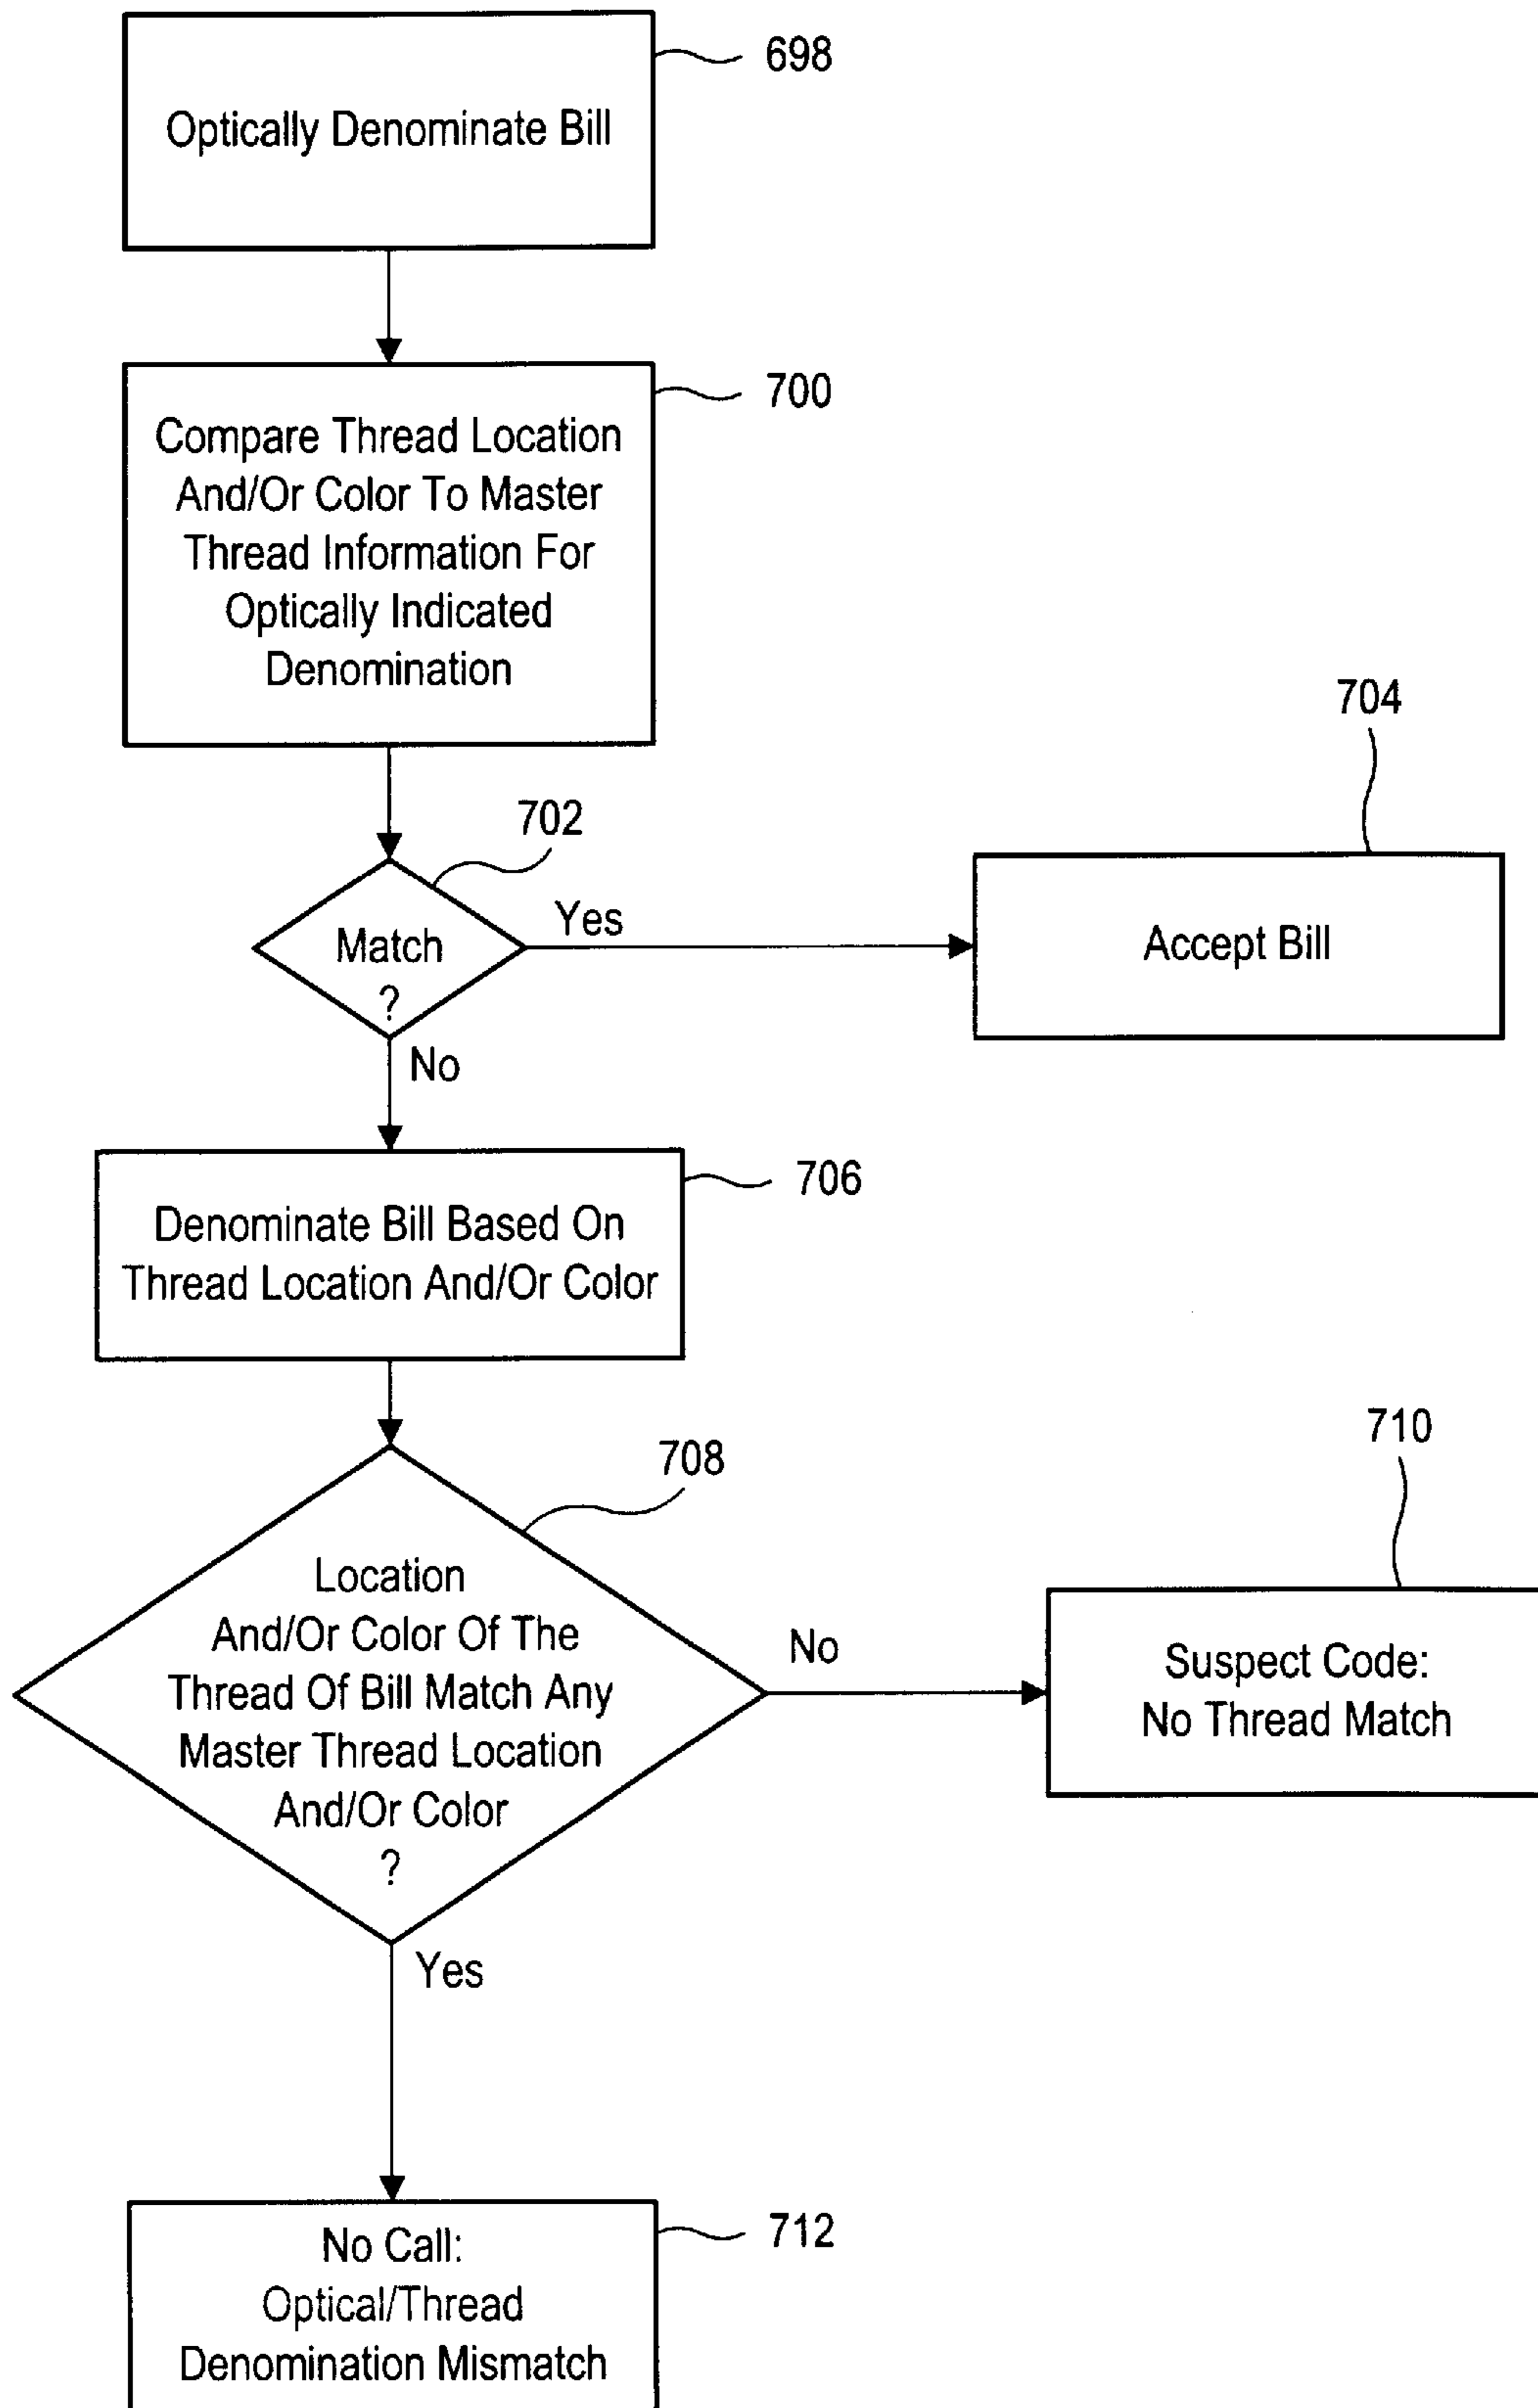 698
Optically Denominate Bill
700
Compare Thread Location
And/Or Color To Master
Thread Information For
Optically Indicated
Denomination
704
702
Match
?
Yes
Accept Bill
No
706
Denominate Bill Based On
Thread Location And/Or Color
710
708
Location
And/Or Color Of The
Thread Of Bill Match Any
Master Thread Location
And/Or Color
?
No
Suspect Code:
No Thread Match
Yes
712
No Call:
Optical/Thread
Denomination Mismatch